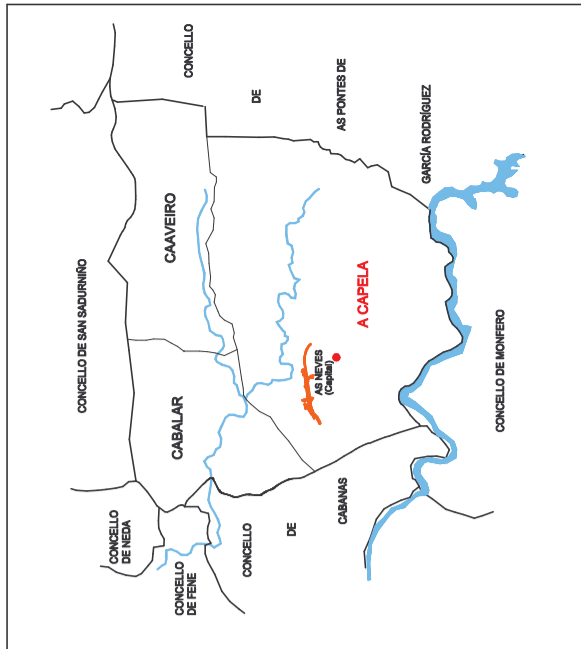 CONCELLO DE SAN SADURNIÑO
CONCELLO
DE NEDA
CONCELLO
DE FENE
CABALAR
CAAVEIRO
CONCELLO
DE
AS PONTES DE
GARCÍA RODRÍGUEZ
CONCELLO
DE
CABANAS
AS NEVES
(Capital)
A CAPELA
CONCELLO DE MONFERO